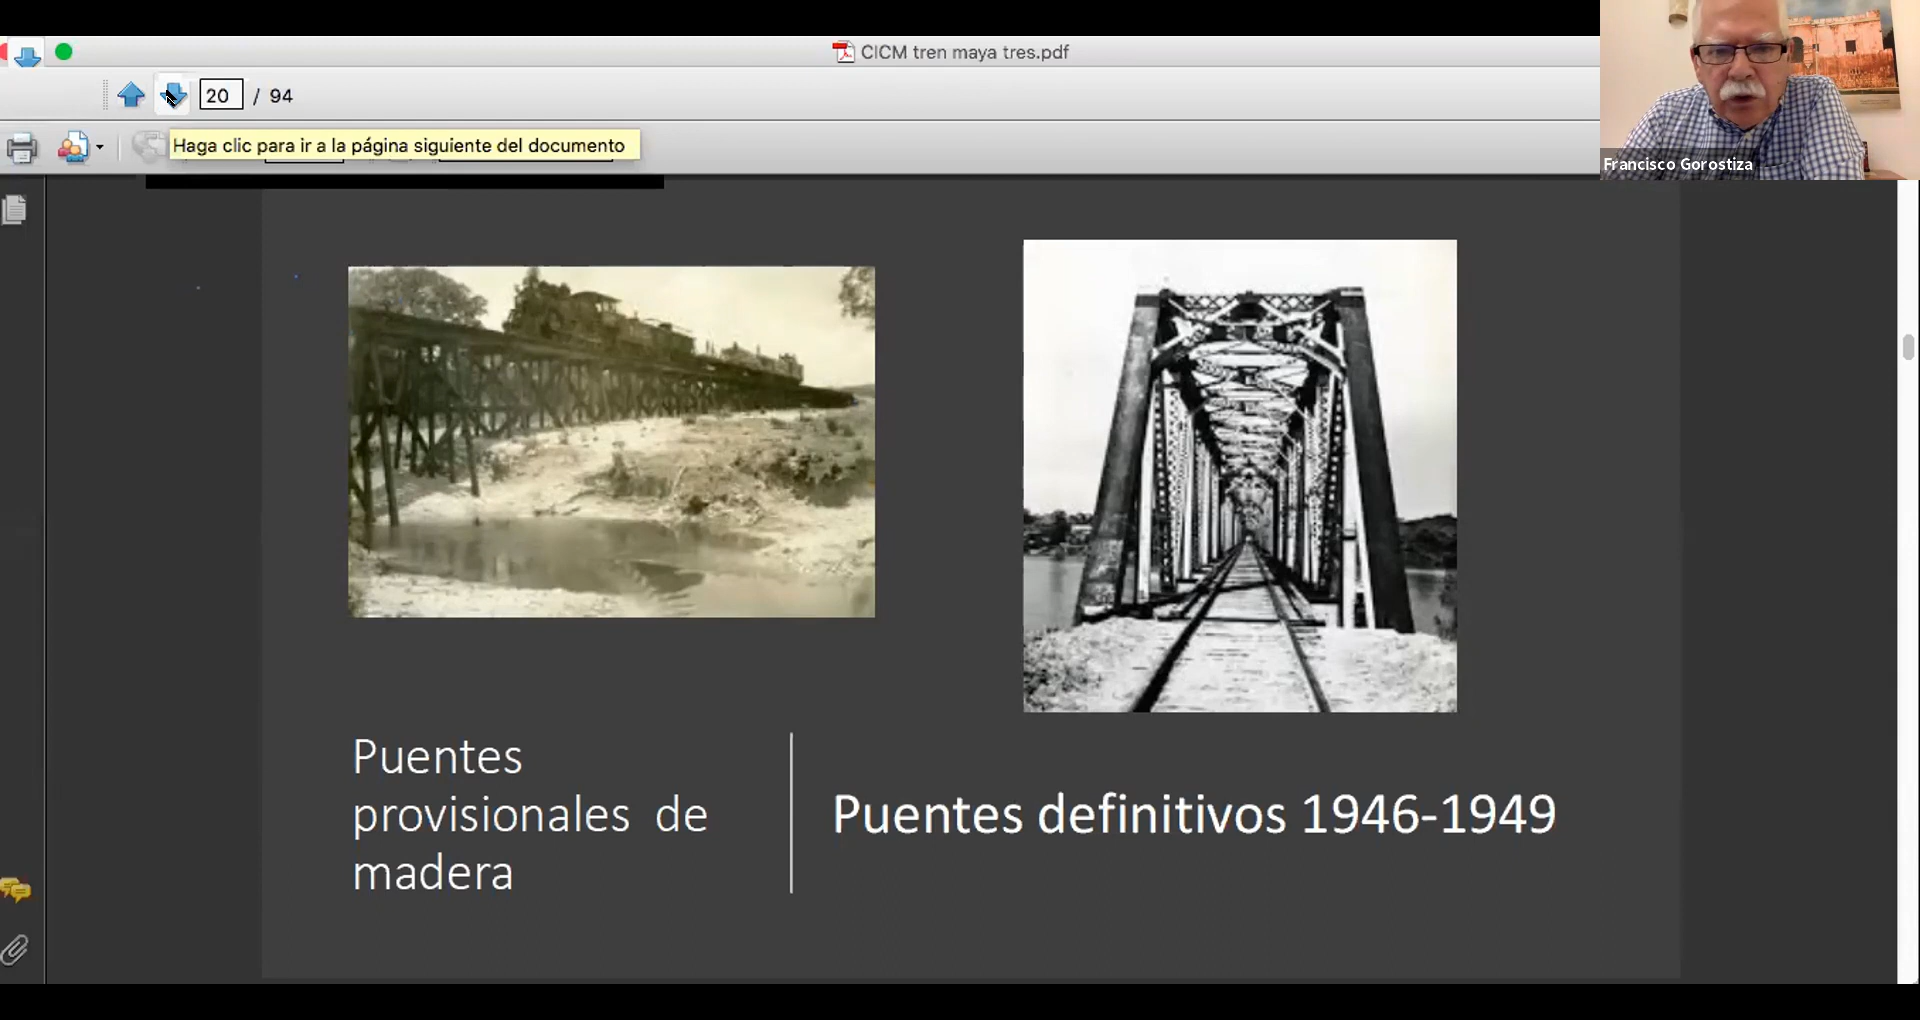 CICM tren maya tres.pdf
20 / 94
Haga clic para ir a la página siguiente del documento
Francisco Gorostiza
Puentes
provisionales de
madera
Puentes definitivos 1946-1949